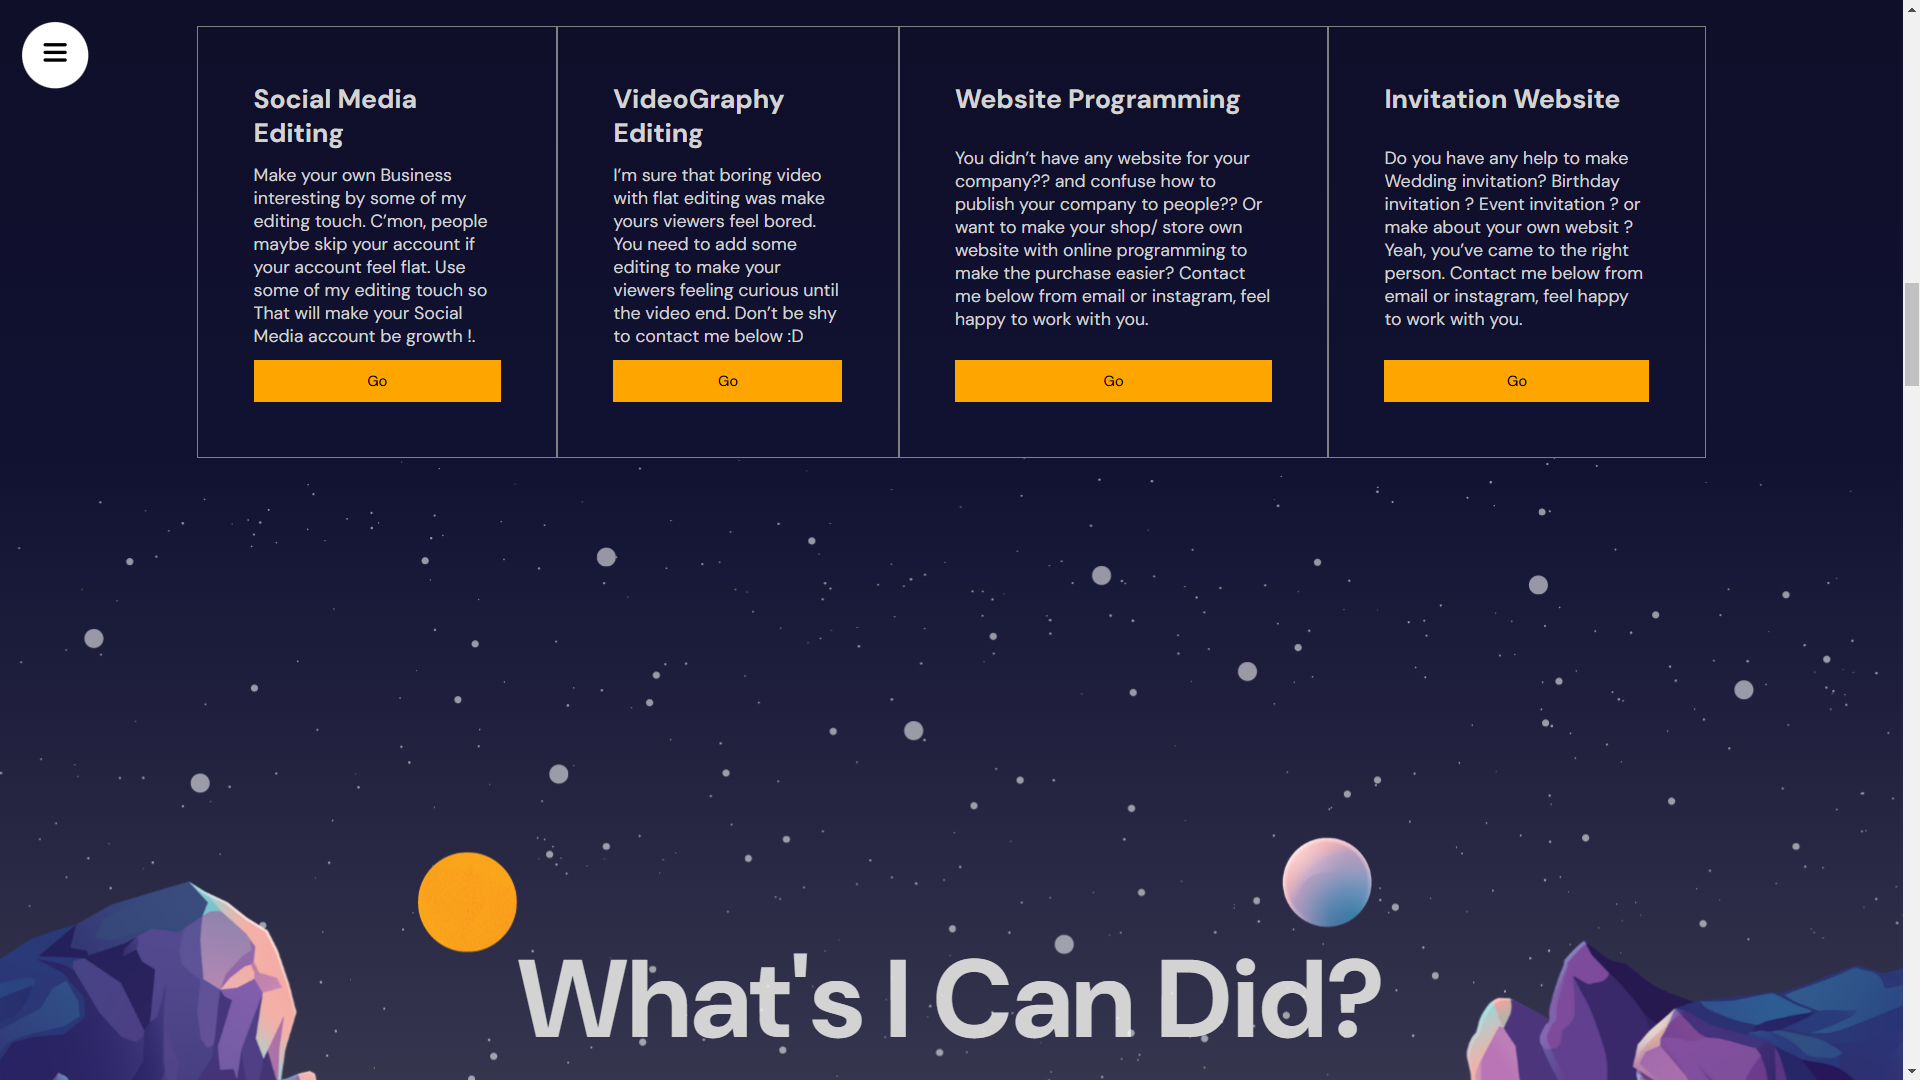 Social Media
Editing
Make your own Business
interesting by some of my
editing touch. C’mon, people
maybe skip your account if
your account feel flat. Use
some of my editing touch so
That will make your Social
Media account be growth !.
Go
VideoGraphy
Editing
I’m sure that boring video
with flat editing was make
yours viewers feel bored.
You need to add some
editing to make your
viewers feeling curious until
the video end. Don’t be shy
to contact me below :D
Go
Website Programming
You didn’t have any website for your
company?? and confuse how to
publish your company to people?? Or
want to make your shop/ store own
website with online programming to
make the purchase easier? Contact
me below from email or instagram, feel
happy to work with you.
Go
Invitation Website
Do you have any help to make
Wedding invitation? Birthday
invitation ? Event invitation ? or
make about your own websit ?
Yeah, you’ve came to the right
person. Contact me below from
email or instagram, feel happy
to work with you.
Go
What's I Can Did?